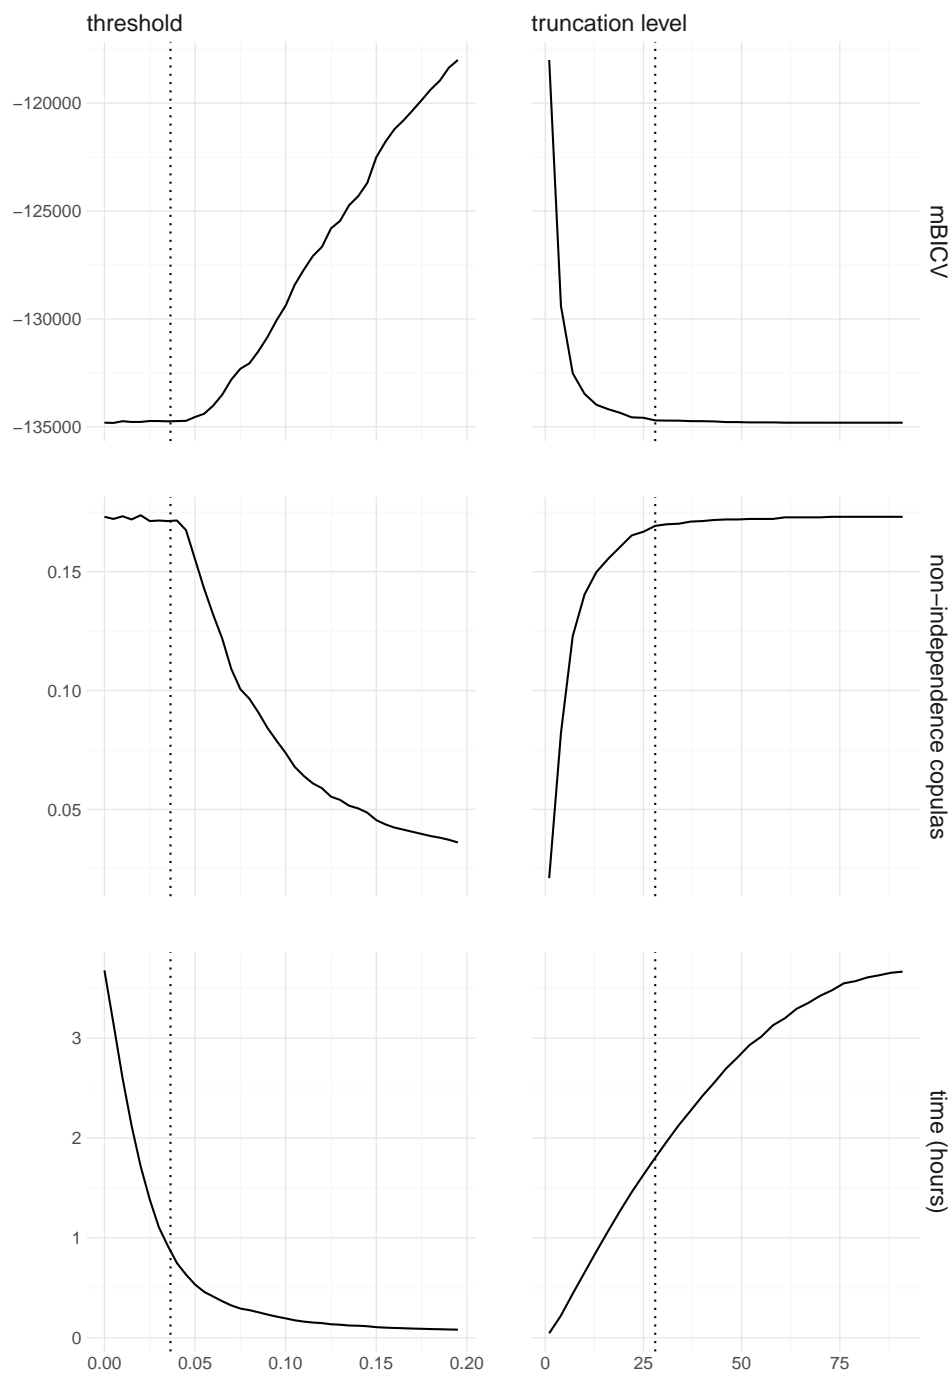 threshold
truncation level
−120000
−125000
−130000
−135000
mBICV
0.15
0.10
0.05
non−independence copulas
3
2
1
0
time (hours)
0.00 0.05 0.10 0.15 0.20
0 25 50 75